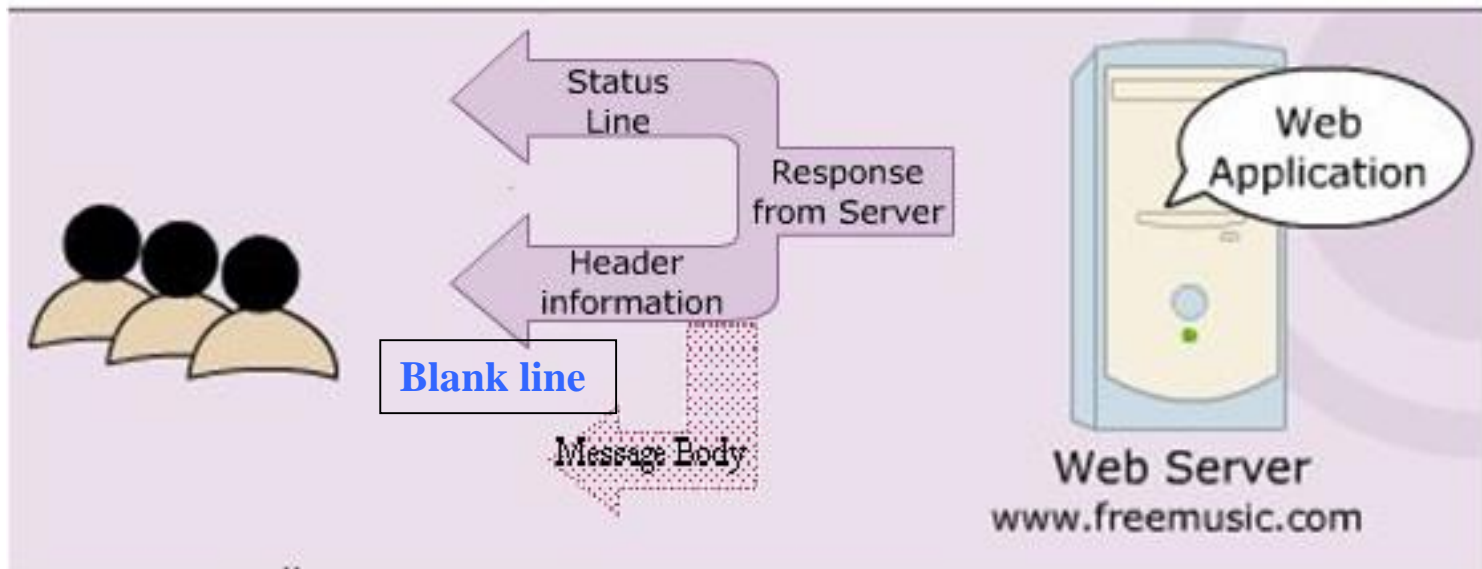 Status
Line
Response
from Server
Header
information
Blank line
Message Body
Web
Application
Web Server
www.freemusic.com